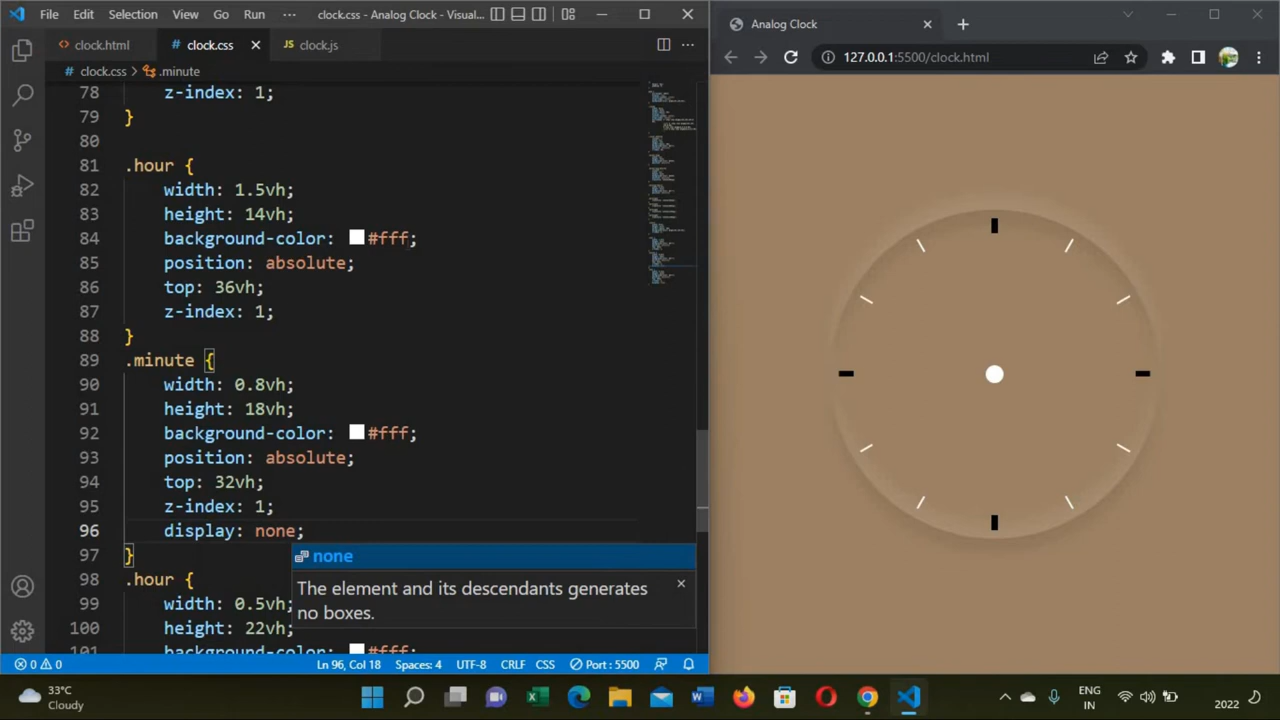 File Edit Selection View Go Run ··· clock.css - Analog Clock - Visual...
clock.html # clock.css JS clock.js
# clock.css > .minute
78 z-index: 1;
79 }
80
81 .hour {
82 width: 1.5vh;
83 height: 14vh;
84 background-color: #fff;
85 position: absolute;
86 top: 36vh;
87 z-index: 1;
88 }
89 .minute {
90 width: 0.8vh;
91 height: 18vh;
92 background-color: #fff;
93 position: absolute;
94 top: 32vh;
95 z-index: 1;
96 display: none;
97 }
none
The element and its descendants generates
no boxes.
98 .hour {
99 width: 0.5vh;
100 height: 22vh;
101 background-color: #fff;
0 0 Ln 96, Col 18 Spaces: 4 UTF-8 CRLF CSS Port : 5500
Analog Clock
127.0.0.1:5500/clock.html
33°C
Cloudy
ENG
IN
2022